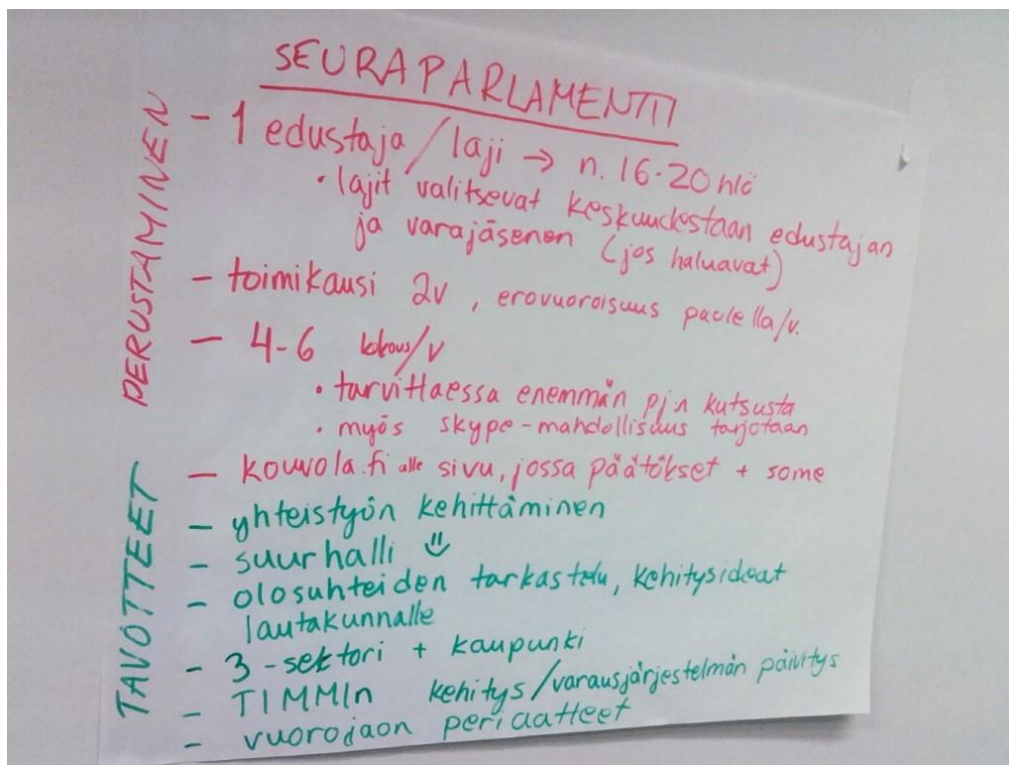 SEURAPARLAMENTTI
PERUSTAMINEN
- 1 edustaja/laji → n. 16-20 hlö
• lajit valitsevat keskuudestaan edustajan
ja varajäsenen (jos haluavat)
- toimikausi 2v, erovuoroisuus puolella/v.
- 4-6 kokous/v
• tarvittaessa enemmän pj:n kutsusta
• myös skype-mahdollisuus tarjotaan
- kouvola.fi alle sivu, jossa päätökset + some
TAVOTTEET
- yhteistyön kehittäminen
- suurhalli
- olosuhteiden tarkastelu, kehitysideat
lautakunnalle
- 3-sektori + kaupunki
- TIMMIn kehitys/varausjärjestelmän päivitys
- vuorojaon periaatteet